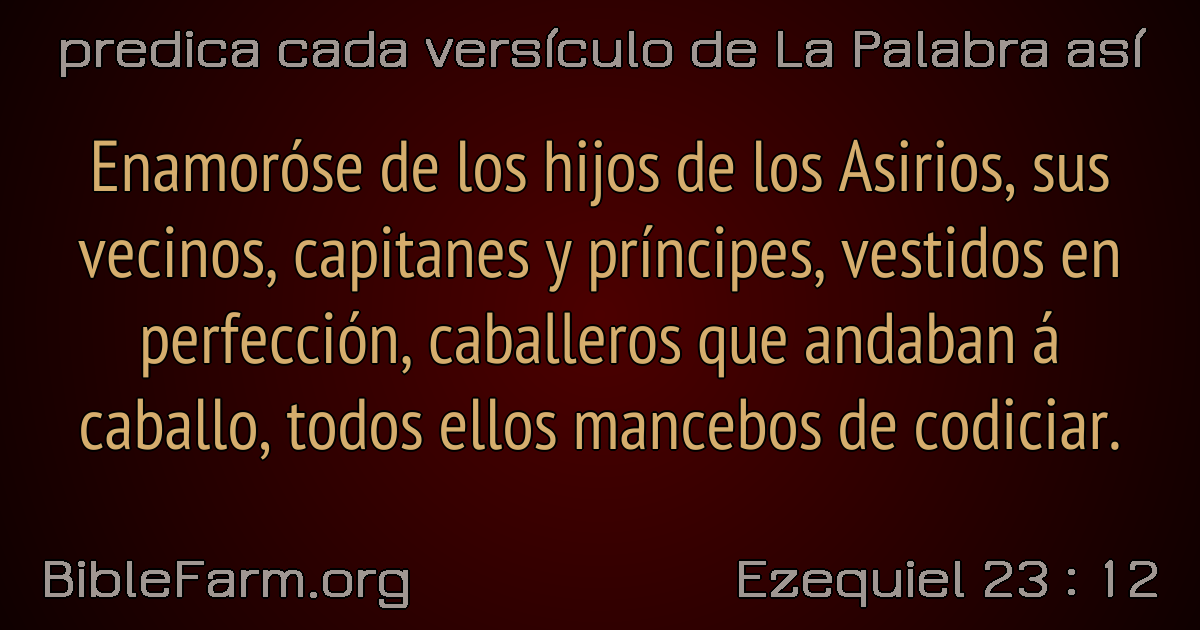 predica cada versículo de La Palabra así
Enamoróse de los hijos de los Asirios, sus
vecinos, capitanes y príncipes, vestidos en
perfección, caballeros que andaban á
caballo, todos ellos mancebos de codiciar.
BibleFarm.org
Ezequiel 23 : 12